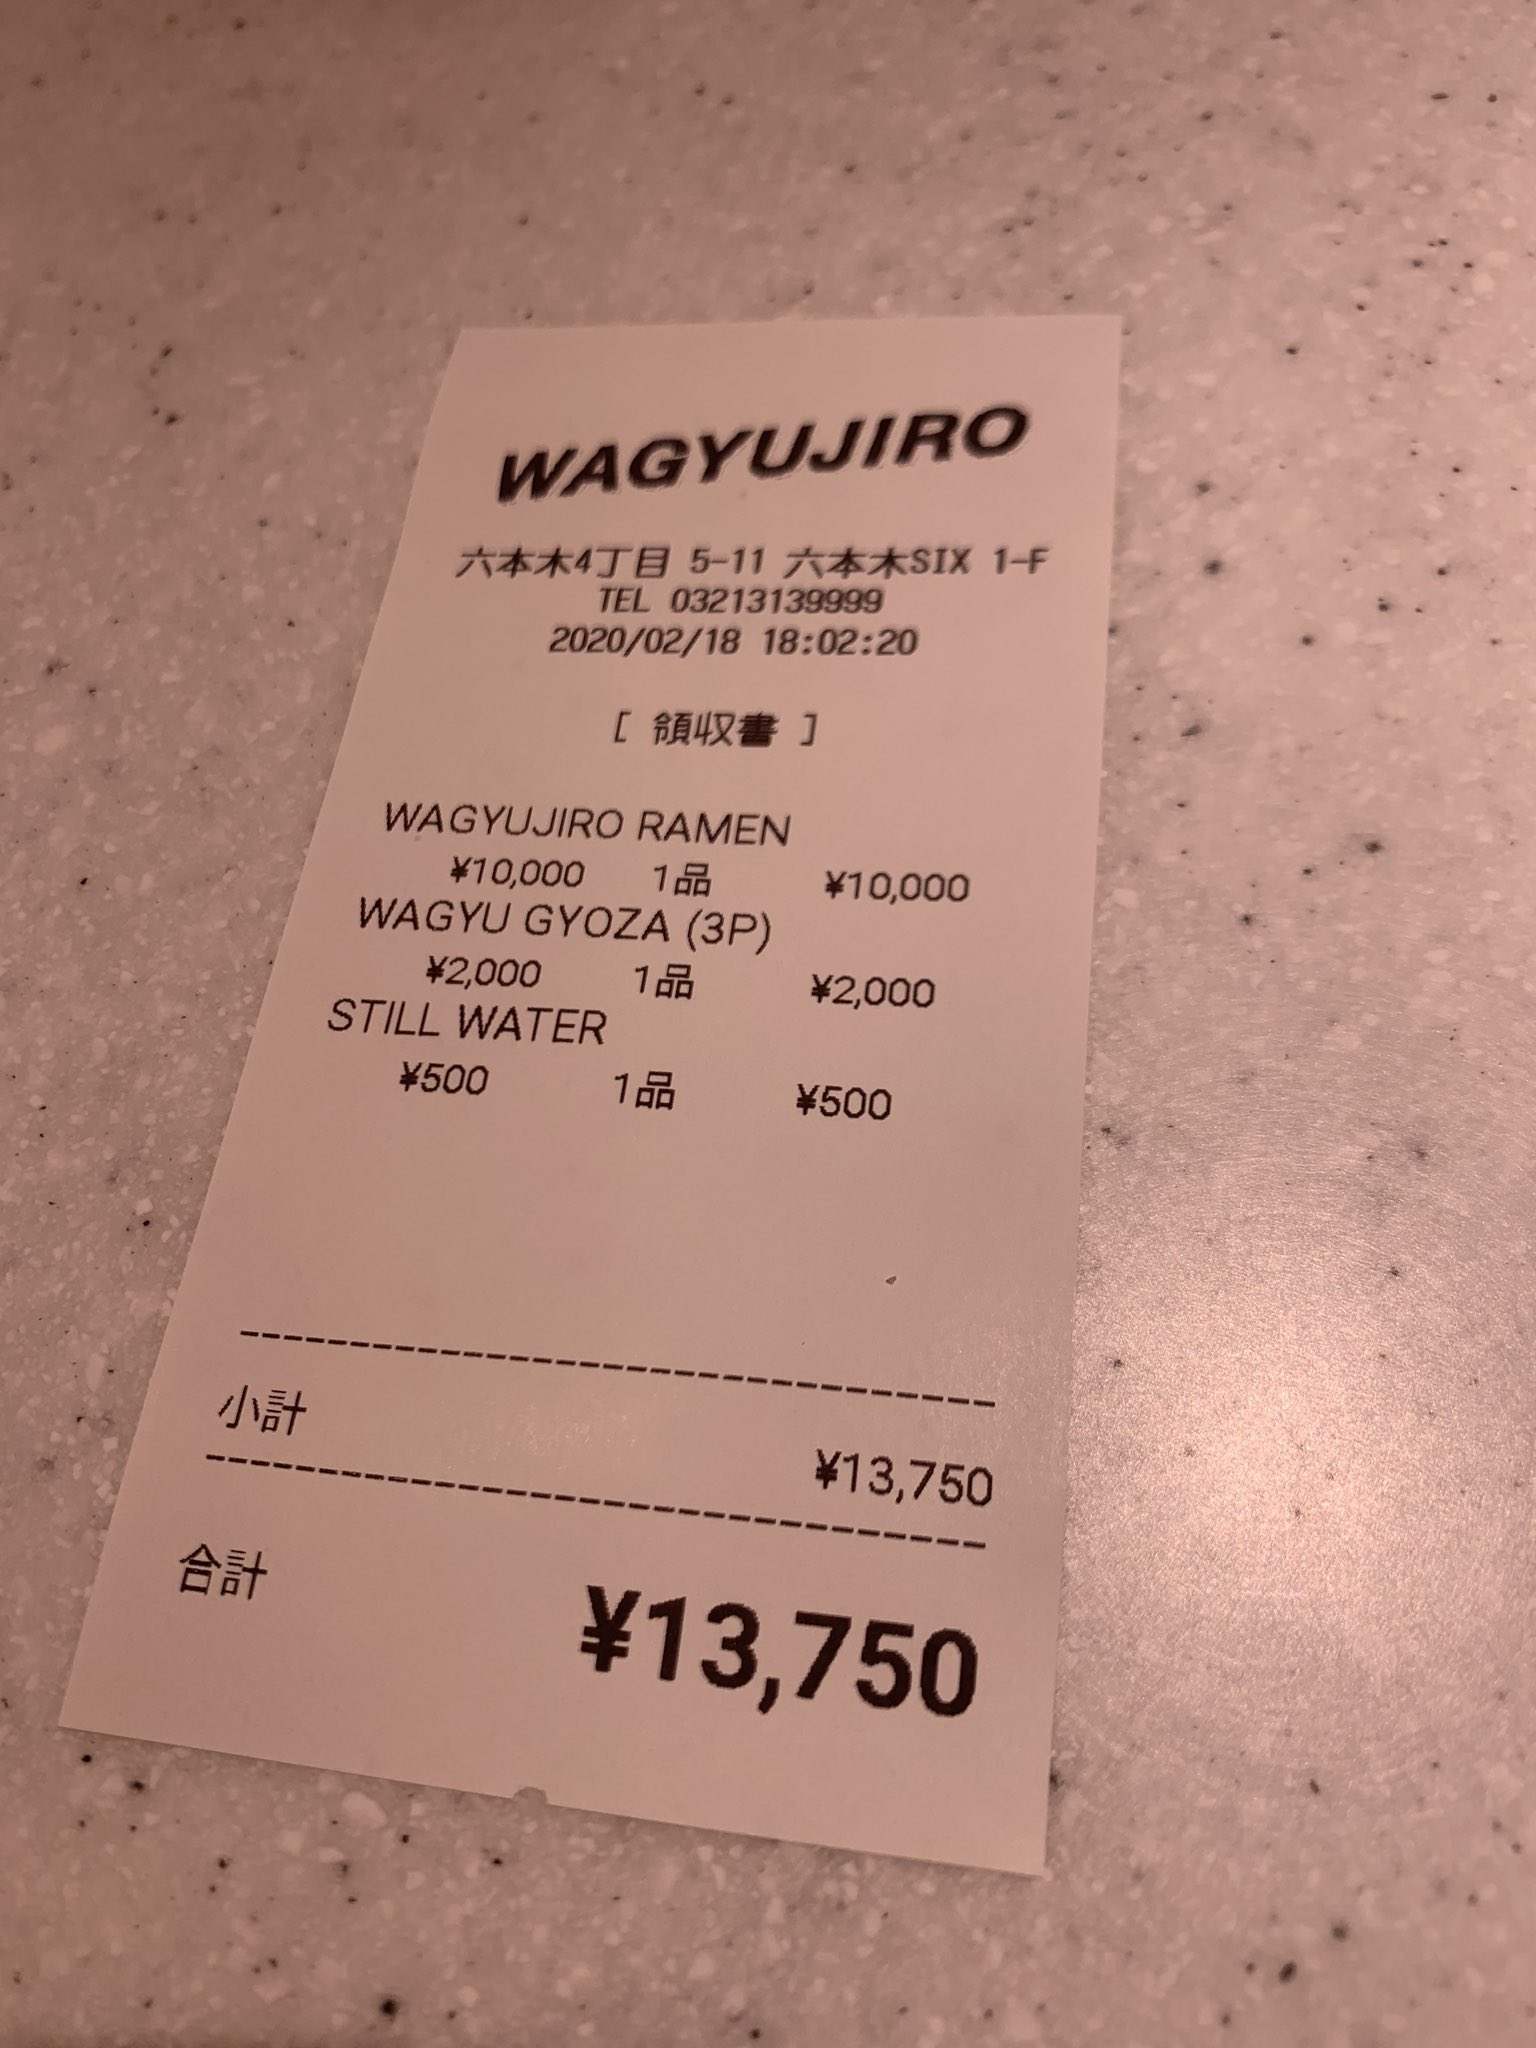 WAGYUJIRO
六本木4丁目 5-11 六本木SIX 1-F
TEL 03213139999
2020/02/18 18:02:20
[ 領収書 ]
WAGYUJIRO RAMEN
¥10,000 1品 ¥10,000
WAGYU GYOZA (3P)
¥2,000 1品 ¥2,000
STILL WATER
¥500 1品 ¥500
小計 ¥13,750
合計 ¥13,750